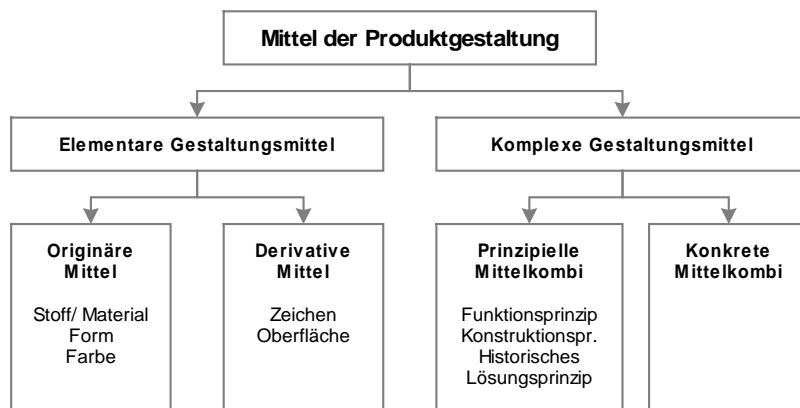 Mittel der Produktgestaltung
Elementare Gestaltungsmittel
Komplexe Gestaltungsmittel
Originäre
Mittel
Stoff/ Material
Form
Farbe
Derivative
Mittel
Zeichen
Oberfläche
Prinzipielle
Mittelkombi
Funktionsprinzip
Konstruktionspr.
Historisches
Lösungsprinzip
Konkrete
Mittelkombi